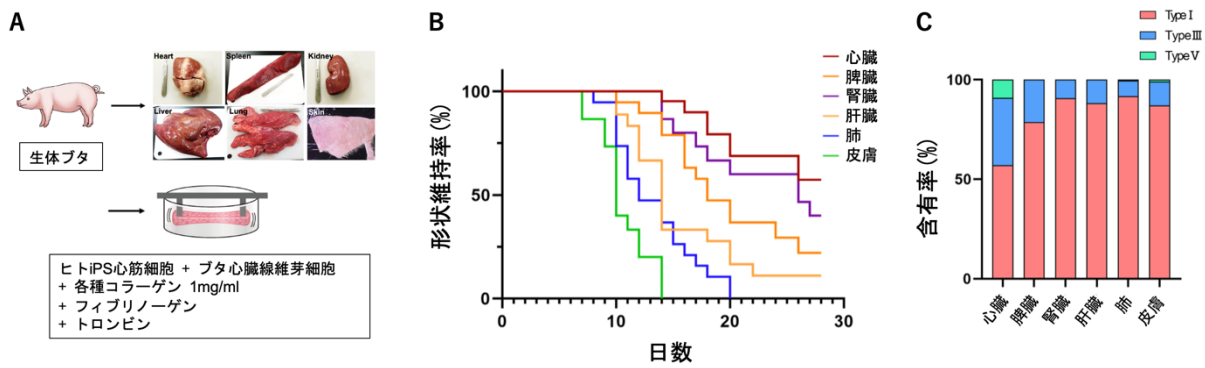 A
Heart
Spleen
Kidney
Liver
Lung
Skin
生体ブタ
ヒトiPS心筋細胞 + ブタ心臓線維芽細胞
+ 各種コラーゲン 1mg/ml
+ フィブリノーゲン
+ トロンビン
B
形状維持率(%)
100
50
0
0
10
20
30
日数
心臓
脾臓
腎臓
肝臓
肺
皮膚
C
Type Ⅰ
Type Ⅲ
Type Ⅴ
含有率(%)
100
50
0
心臓
脾臓
腎臓
肝臓
肺
皮膚